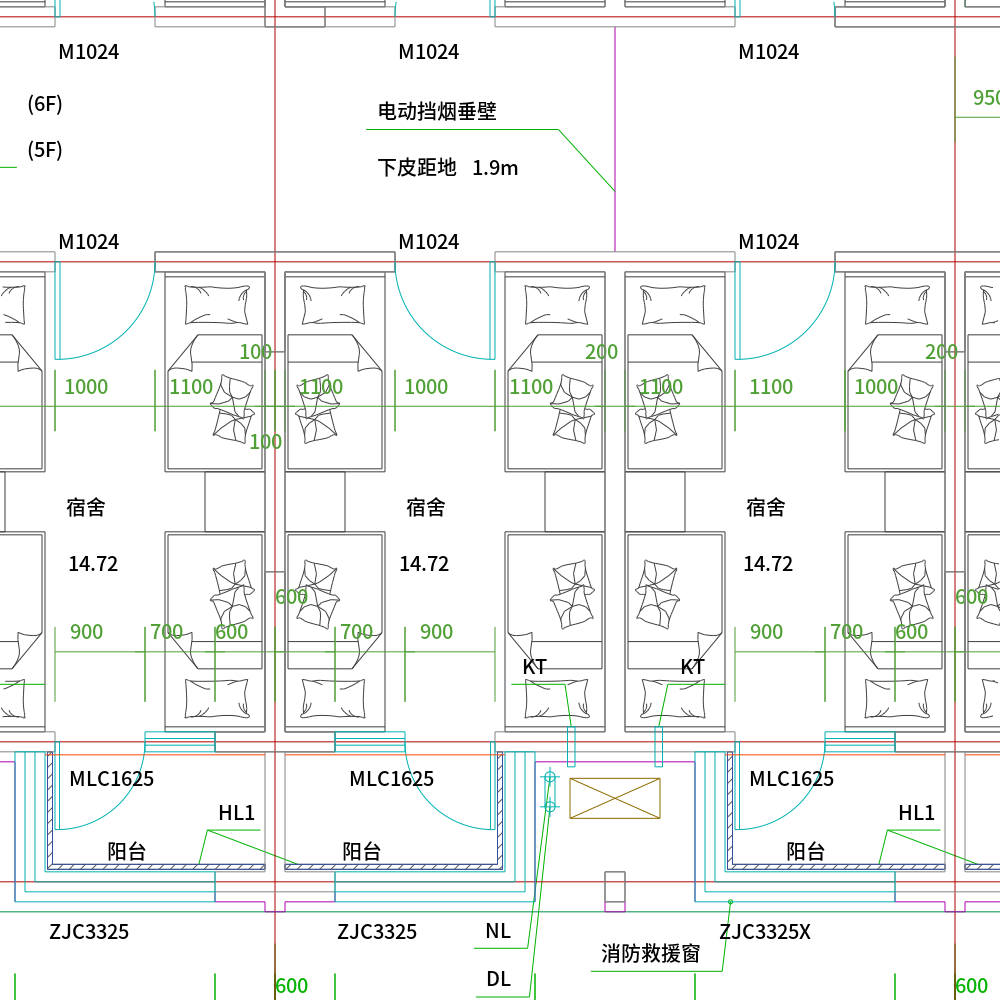 M1024 M1024 M1024
(6F) 电动挡烟垂壁 950
(5F) 下皮距地 1.9m
M1024 M1024 M1024
100 200 200
1000 1100 1100 1000 1100 1100 1100 1000
100
宿舍 宿舍 宿舍
14.72 14.72 14.72
600 600
900 700 600 700 900 900 700 600
KT KT
MLC1625 MLC1625 MLC1625
HL1 HL1
阳台 阳台 阳台
ZJC3325 ZJC3325 NL ZJC3325X
消防救援窗
DL
600 600